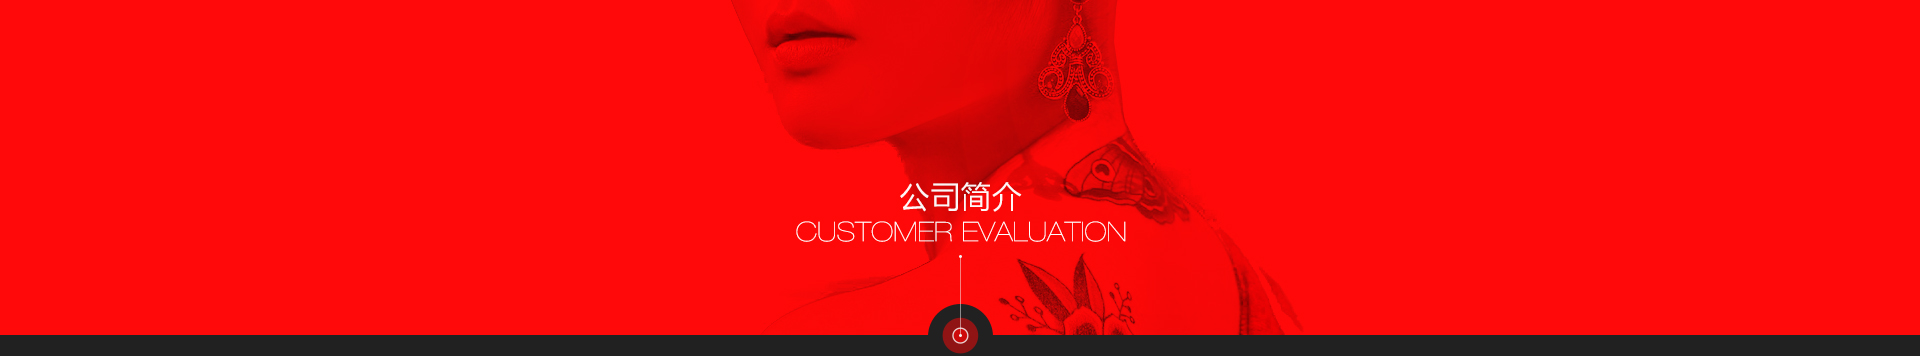 公司简介
CUSTOMER EVALUATION